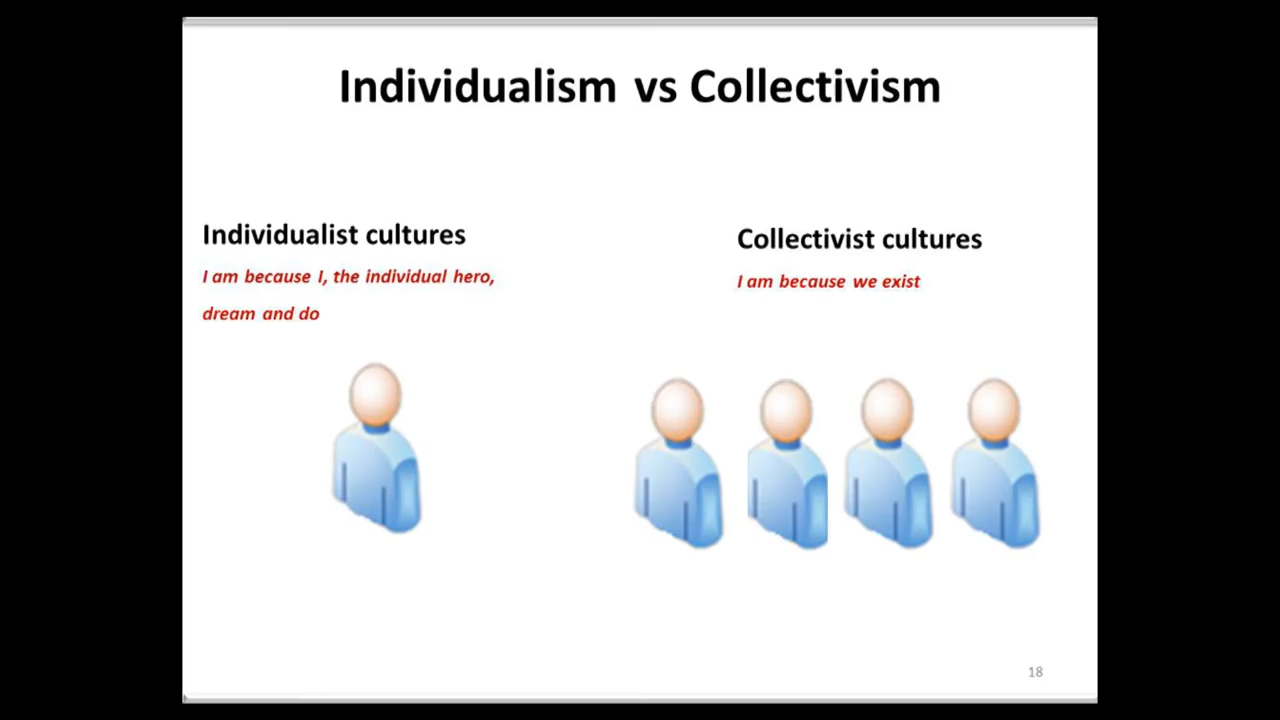 Individualism vs Collectivism
Individualist cultures
I am because I, the individual hero,
dream and do
Collectivist cultures
I am because we exist
18